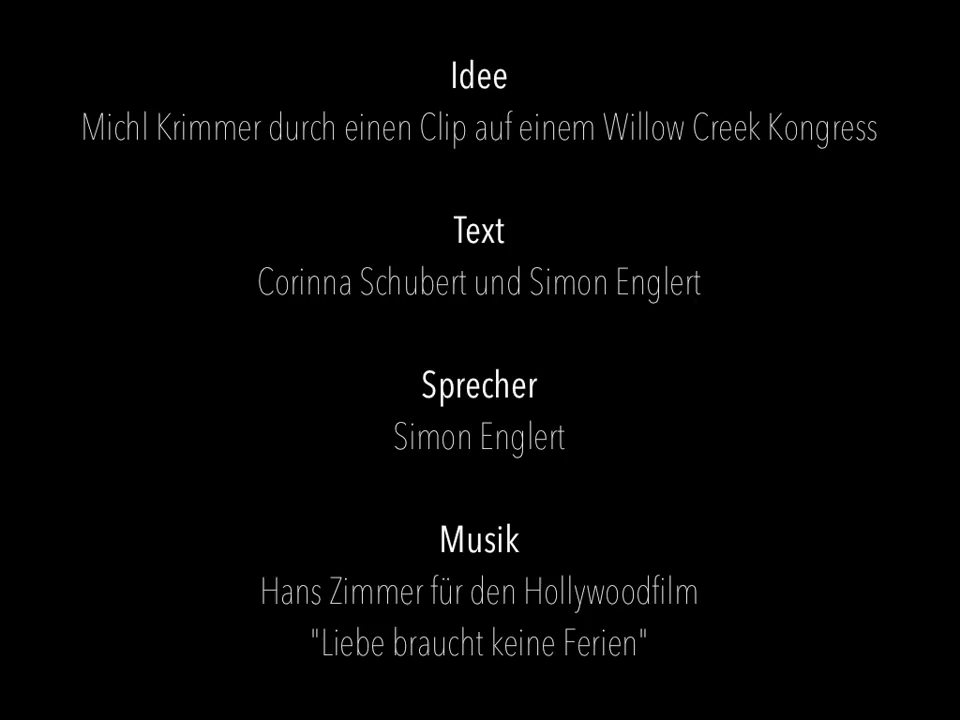 Idee
Michl Krimmer durch einen Clip auf einem Willow Creek Kongress
Text
Corinna Schubert und Simon Englert
Sprecher
Simon Englert
Musik
Hans Zimmer für den Hollywoodfilm
"Liebe braucht keine Ferien"